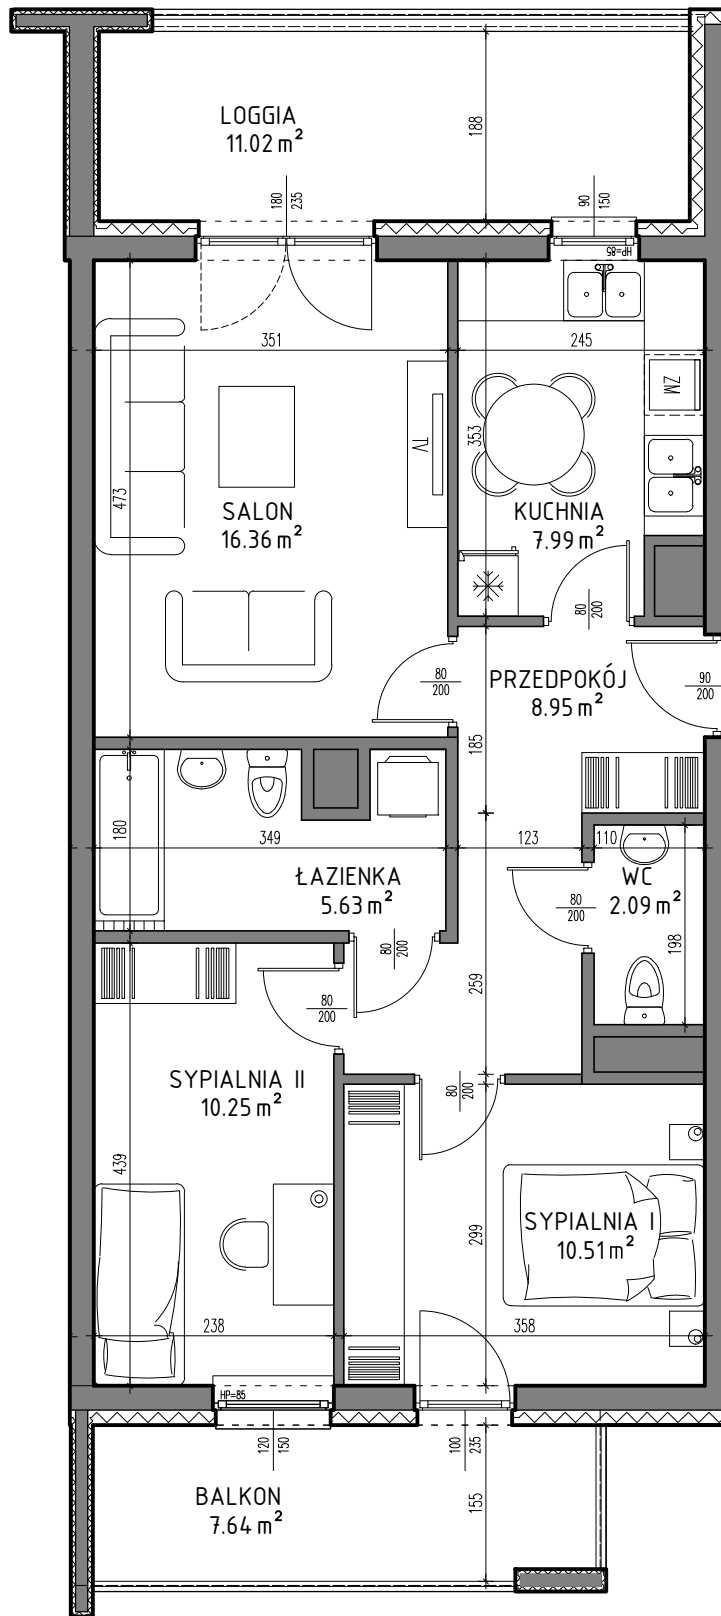 LOGGIA
11.02 m²
188
180
235
90
150
HP=85
351
245
ZM
353
TV
473
SALON
16.36 m²
KUCHNIA
7.99 m²
80
200
80
200
PRZEDPOKÓJ
8.95 m²
90
200
185
180
349
123
110
ŁAZIENKA
5.63 m²
WC
2.09 m²
80
200
198
80
200
259
80
200
SYPIALNIA II
10.25 m²
80
200
439
299
SYPIALNIA I
10.51 m²
238
358
HP=85
120
150
100
235
155
BALKON
7.64 m²